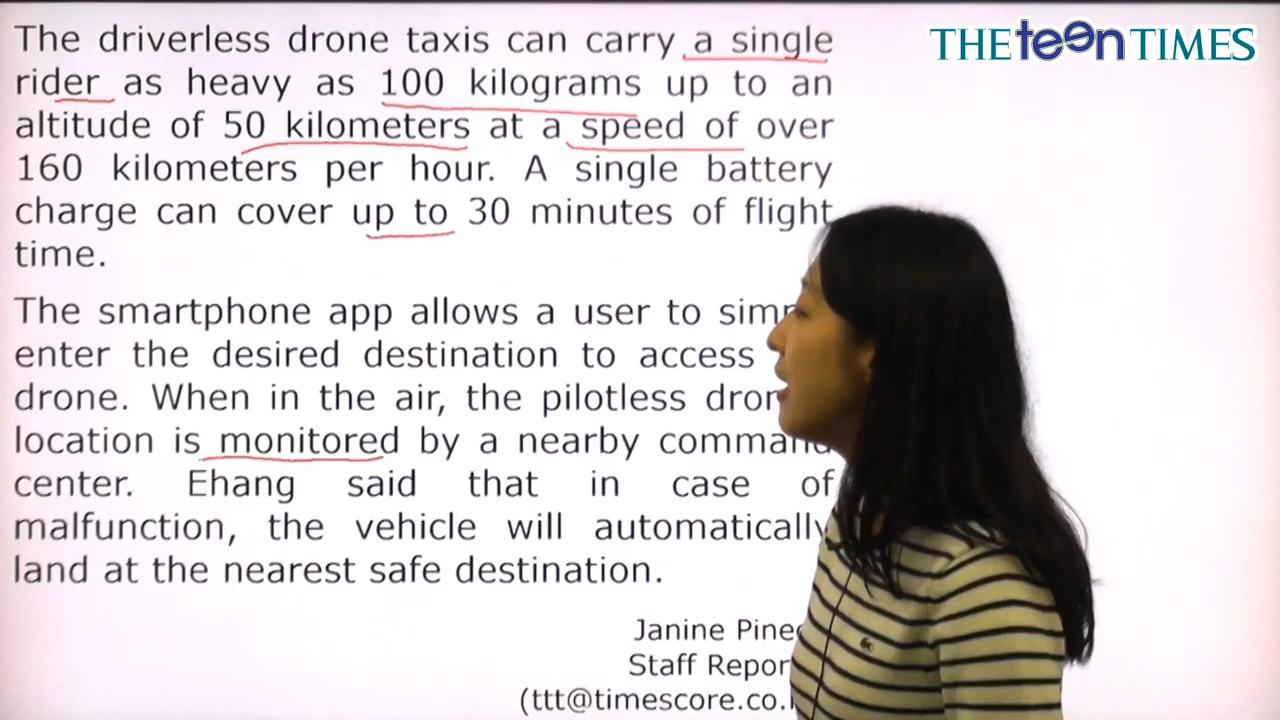 THE teen TIMES
The driverless drone taxis can carry a single
rider as heavy as 100 kilograms up to an
altitude of 50 kilometers at a speed of over
160 kilometers per hour. A single battery
charge can cover up to 30 minutes of flight
time.
The smartphone app allows a user to
enter the desired destination to access
drone. When in the air, the pilotless
location is monitored by a nearby command
center. Ehang said that in case of
malfunction, the vehicle will automatically
land at the nearest safe destination.
Janine
Staff